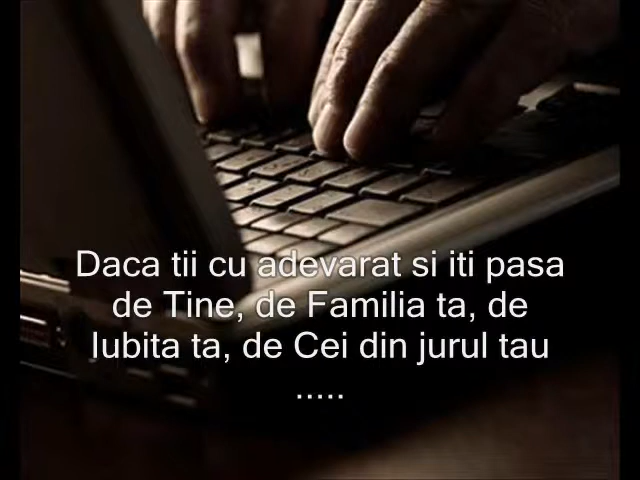 Daca tii cu adevarat si iti pasa
de Tine, de Familia ta, de
Iubita ta, de Cei din jurul tau
.....